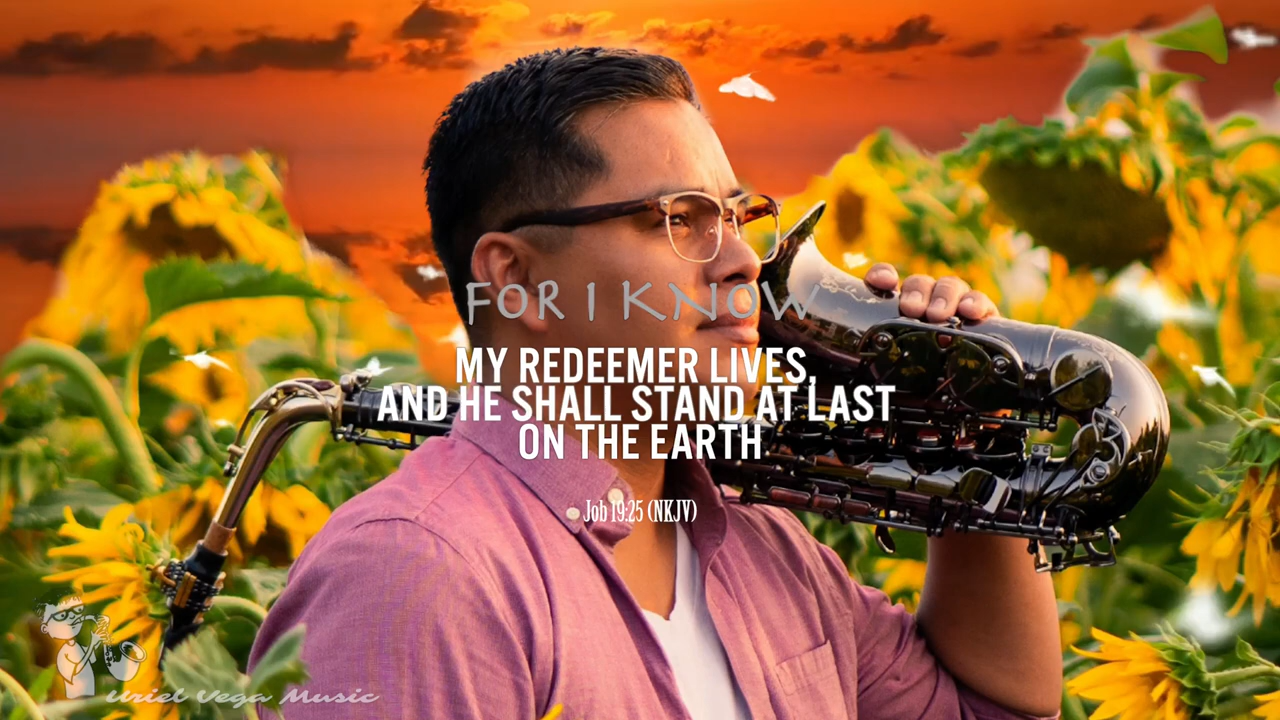 FOR I KNOW
MY REDEEMER LIVES,
AND HE SHALL STAND AT LAST
ON THE EARTH
Job 19:25 (NKJV)
Uriel Vega Music